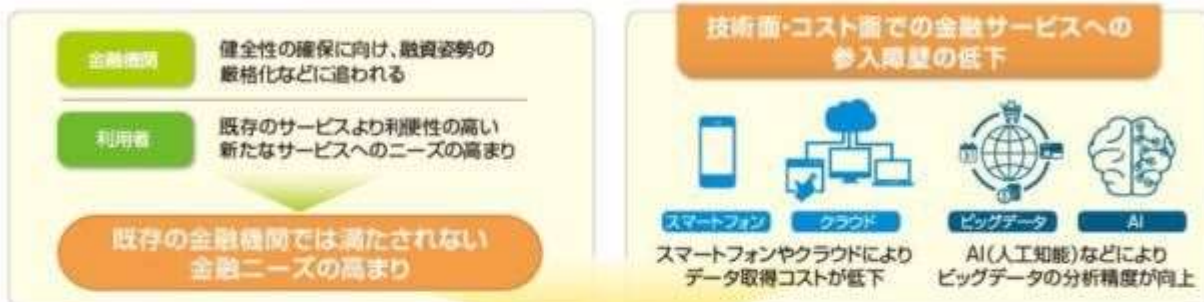 金融機関
健全性の確保に向け、融資姿勢の
厳格化などに追われる
利用者
既存のサービスより利便性の高い
新たなサービスへのニーズの高まり
既存の金融機関では満たされない
金融ニーズの高まり
技術面・コスト面での金融サービスへの
参入障壁の低下
スマートフォン
クラウド
ビッグデータ
AI
スマートフォンやクラウドにより
データ取得コストが低下
AI(人工知能)などにより
ビッグデータの分析精度が向上